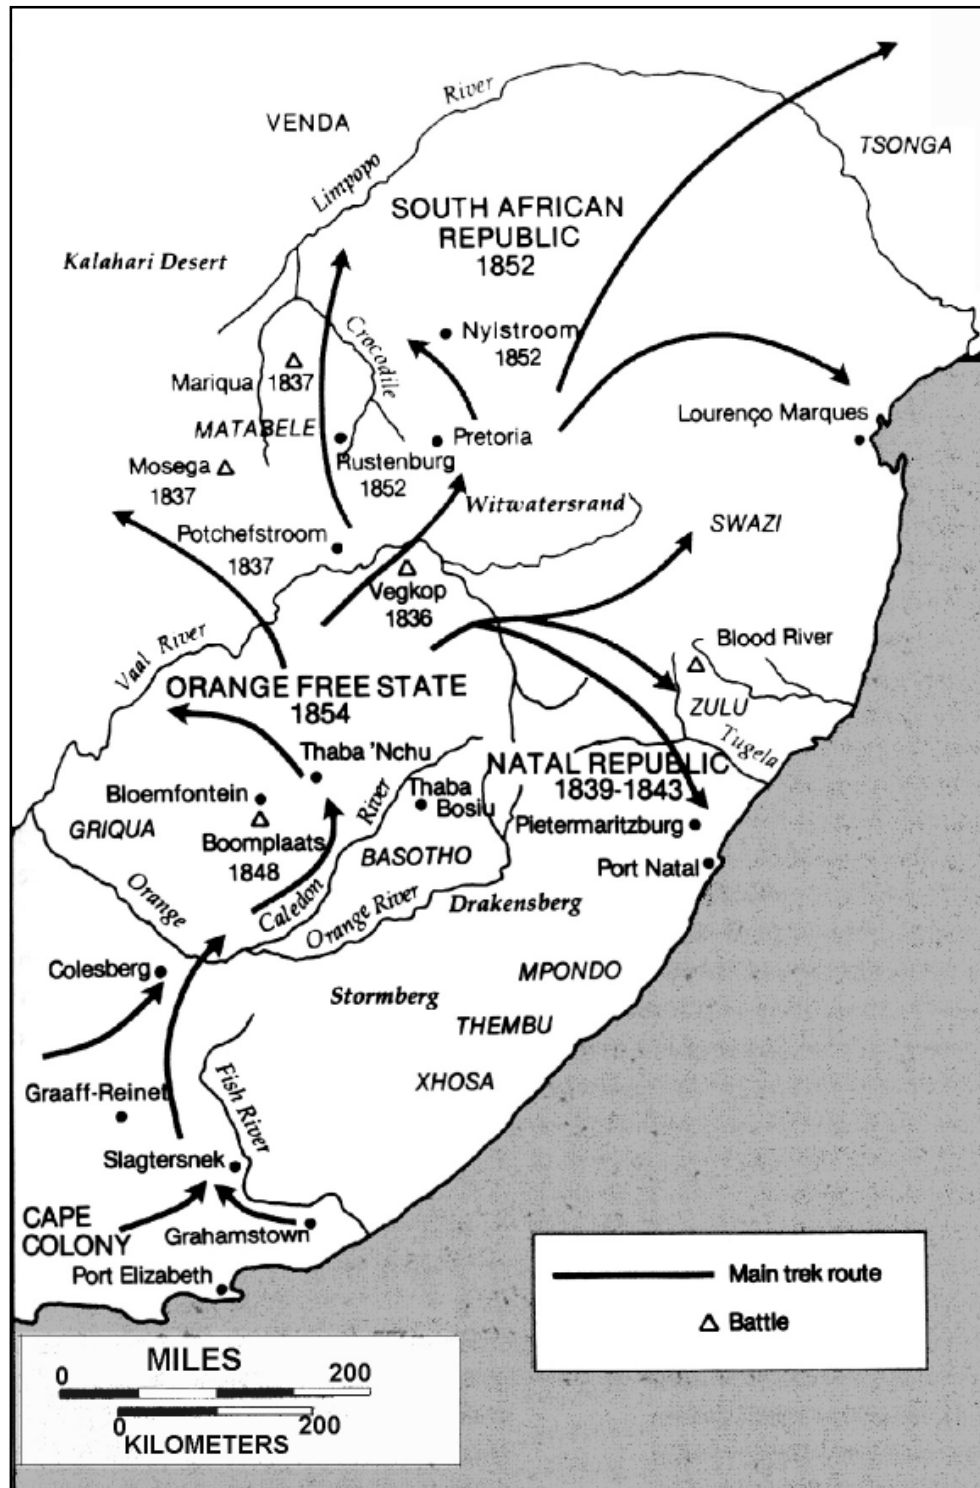 River
VENDA
TSONGA
Limpopo
SOUTH AFRICAN
REPUBLIC
1852
Kalahari Desert
Crocodile
Nylstroom
1852
Mariqua 1837
Lourenço Marques
MATABELE
Pretoria
Mosega
1837
Rustenburg
1852
Witwatersrand
SWAZI
Potchefstroom
1837
Vegkop
1836
Vaal River
Blood River
ORANGE FREE STATE
1854
ZULU
Tugela
Thaba 'Nchu
NATAL REPUBLIC
1839-1843
River
Thaba
Bosiu
Bloemfontein
GRIQUA
Boomplaats
1848
Pietermaritzburg
BASOTHO
Port Natal
Orange
Caledon
Orange River
Drakensberg
Colesberg
MPONDO
Stormberg
THEMBU
XHOSA
Graaff-Reinet
Fish River
Slagtersnek
CAPE
COLONY
Grahamstown
Port Elizabeth
Main trek route
Battle
MILES
0 200
0 200
KILOMETERS